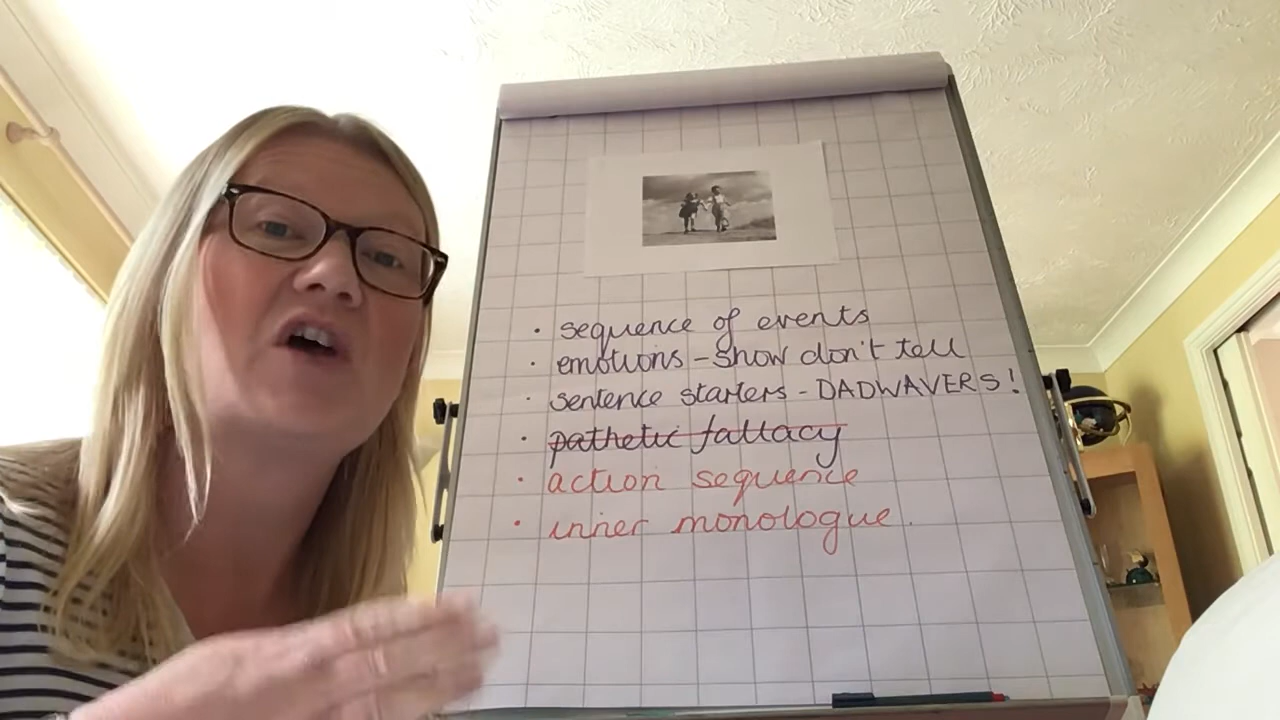 · sequence of events
· emotions - show don't tell
· sentence starters - DADWAVERS!
· pathetic fallacy
· action sequence
· inner monologue.